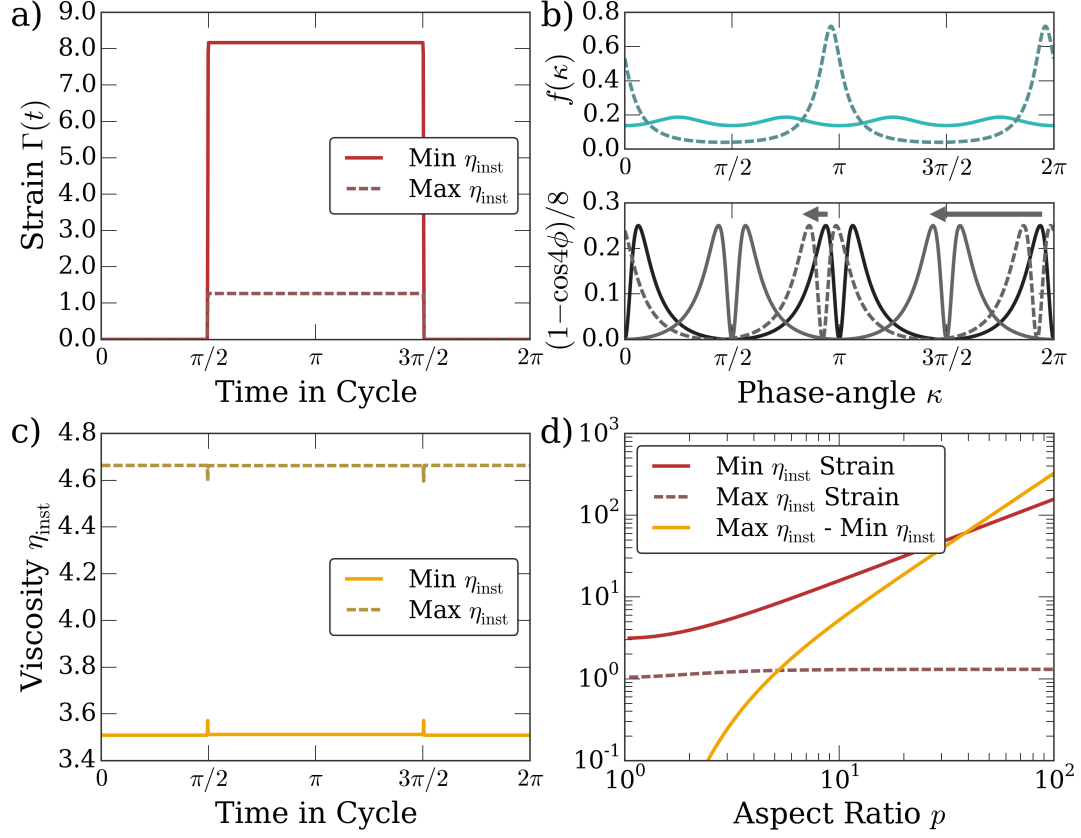 a)
Strain Γ(t)
9.0
8.0
7.0
6.0
5.0
4.0
3.0
2.0
1.0
0.0
Min η_inst
Max η_inst
0 π/2 π 3π/2 2π
Time in Cycle
b)
f(κ)
0.8
0.6
0.4
0.2
0.0
0 π/2 π 3π/2 2π
(1−cos4ϕ)/8
0.3
0.2
0.1
0.0
0 π/2 π 3π/2 2π
Phase-angle κ
c)
Viscosity η_inst
4.8
4.6
4.4
4.2
4.0
3.8
3.6
3.4
Min η_inst
Max η_inst
0 π/2 π 3π/2 2π
Time in Cycle
d)
10^3
10^2
10^1
10^0
10^-1
Min η_inst Strain
Max η_inst Strain
Max η_inst - Min η_inst
10^0 10^1 10^2
Aspect Ratio p